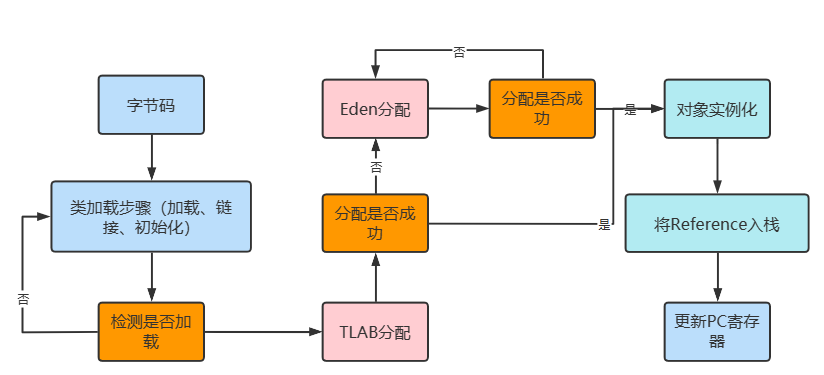 字节码
类加载步骤（加载、链
接、初始化）
否
检测是否加
载
TLAB分配
分配是否成
功
否
是
Eden分配
否
分配是否成
功
是
对象实例化
将Reference入栈
更新PC寄存
器